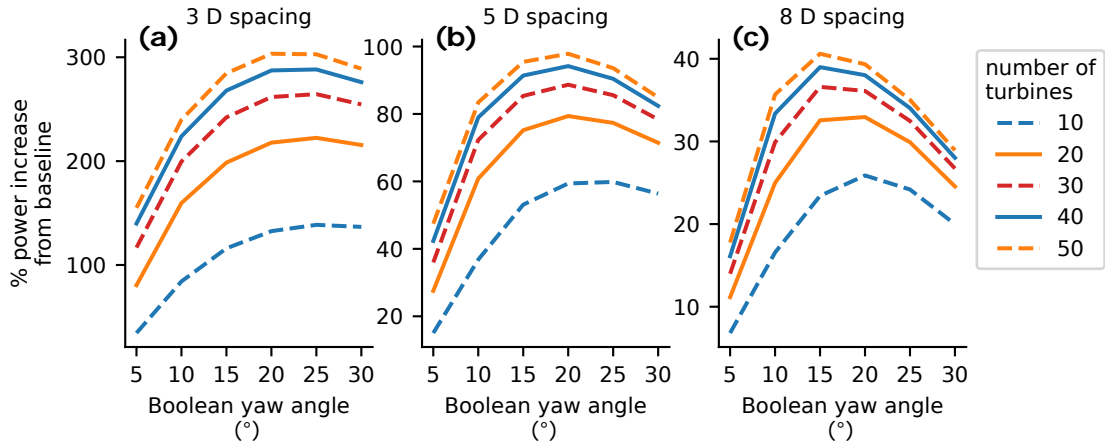 3 D spacing
5 D spacing
8 D spacing
(a)
(b)
(c)
% power increase
from baseline
300
200
100
100
80
60
40
20
40
30
20
10
5 10 15 20 25 30
5 10 15 20 25 30
5 10 15 20 25 30
Boolean yaw angle
(°)
Boolean yaw angle
(°)
Boolean yaw angle
(°)
number of
turbines
10
20
30
40
50